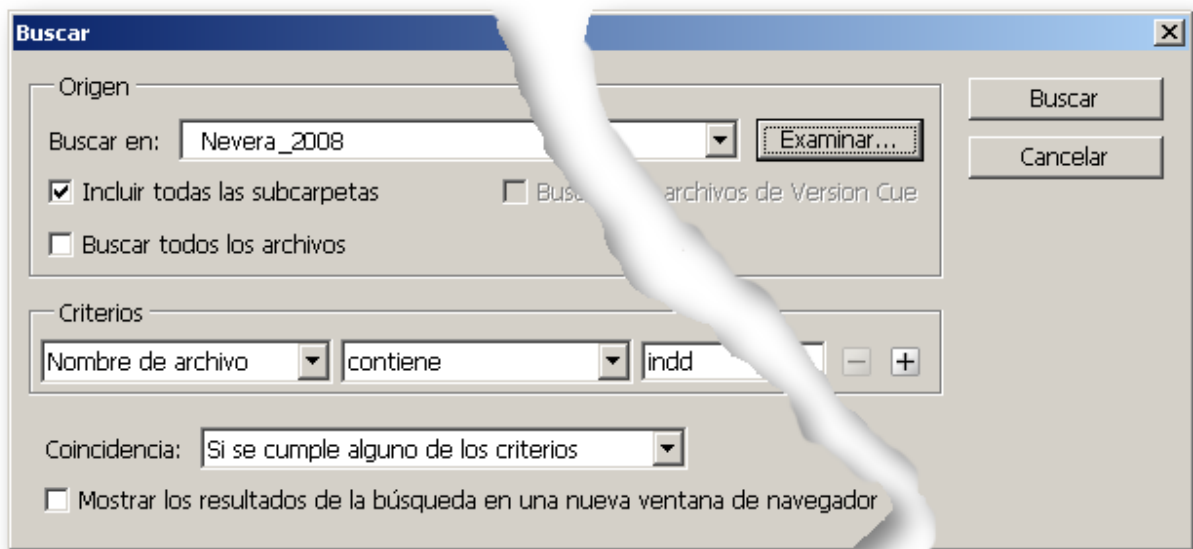 Buscar
Origen
Buscar
Buscar en: Nevera_2008 Examinar...
Cancelar
Incluir todas las subcarpetas archivos de Version Cue
Buscar todos los archivos
Criterios
Nombre de archivo contiene indd
Coincidencia: Si se cumple alguno de los criterios
Mostrar los resultados de la búsqueda en una nueva ventana de navegador